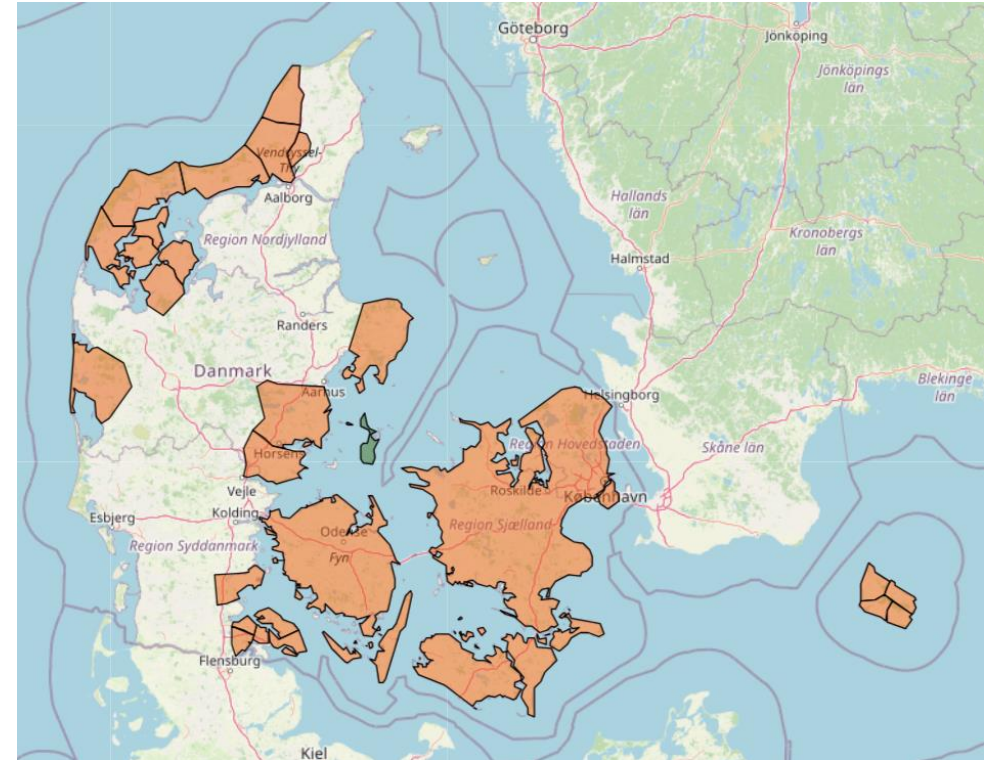 Göteborg
Jönköping
Jönköpings
län
Vendsyssel-
Thy
Aalborg
Hallands
län
Region Nordjylland
Kronobergs
län
Halmstad
Randers
Danmark
Aarhus
Helsingborg
Blekinge
län
Region Hovedstaden
Skåne län
Horsens
Vejle
Roskilde
København
Kolding
Esbjerg
Odense
Region Sjælland
Region Syddanmark
Fyn
Flensburg
Kiel